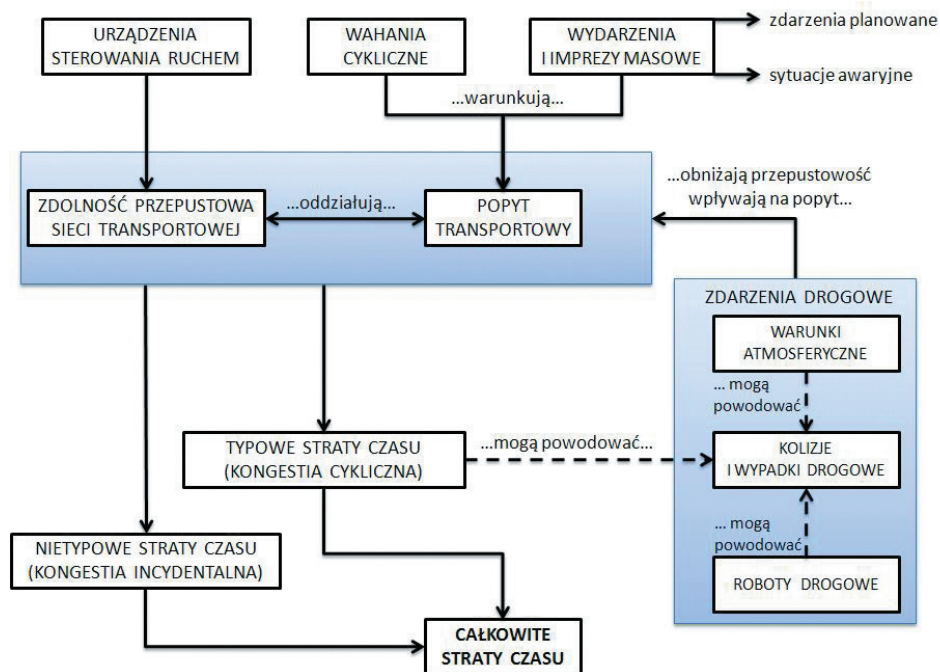 URZĄDZENIA
STEROWANIA RUCHEM
WAHANIA
CYKLICZNE
WYDARZENIA
I IMPREZY MASOWE
zdarzenia planowane
sytuacje awaryjne
...warunkują...
ZDOLNOŚĆ PRZEPUSTOWA
SIECI TRANSPORTOWEJ
...oddziałują...
POPYT
TRANSPORTOWY
...obniżają przepustowość
wpływają na popyt...
ZDARZENIA DROGOWE
WARUNKI
ATMOSFERYCZNE
... mogą
powodować
TYPOWE STRATY CZASU
(KONGESTIA CYKLICZNA)
...mogą powodować...
KOLIZJE
I WYPADKI DROGOWE
... mogą
powodować
NIETYPOWE STRATY CZASU
(KONGESTIA INCYDENTALNA)
ROBOTY DROGOWE
CAŁKOWITE
STRATY CZASU